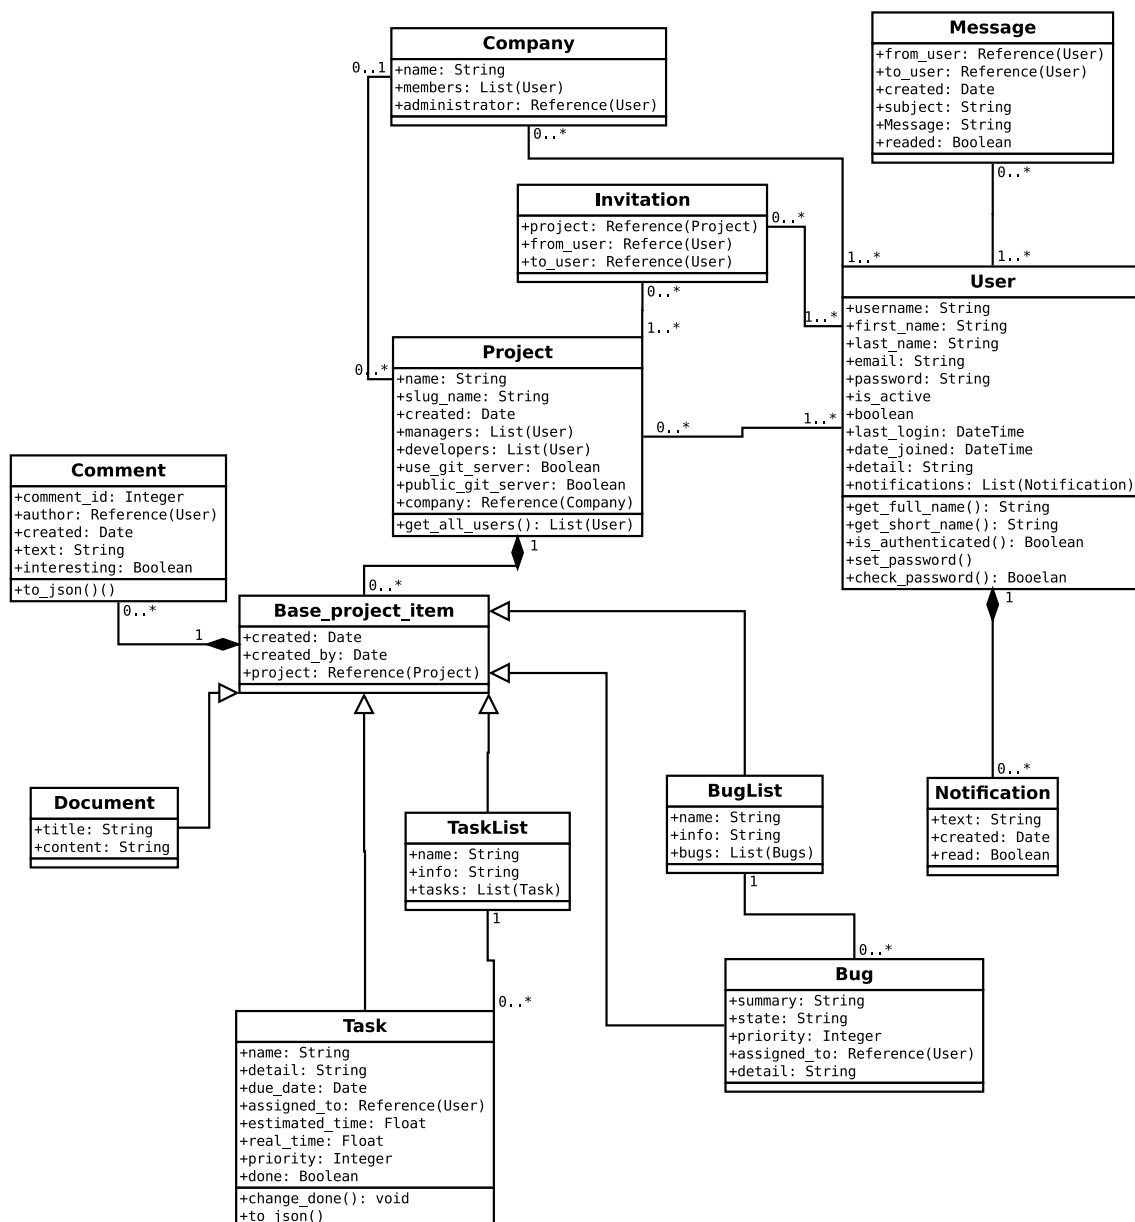 Company
+name: String
+members: List(User)
+administrator: Reference(User)
0..1
0..*
Message
+from_user: Reference(User)
+to_user: Reference(User)
+created: Date
+subject: String
+Message: String
+readed: Boolean
0..*
1..*
Invitation
+project: Reference(Project)
+from_user: Referce(User)
+to_user: Reference(User)
0..*
1..*
0..*
1..*
1..*
User
+username: String
+first_name: String
+last_name: String
+email: String
+password: String
+is_active
+boolean
+last_login: DateTime
+date_joined: DateTime
+detail: String
+notifications: List(Notification)
+get_full_name(): String
+get_short_name(): String
+is_authenticated(): Boolean
+set_password()
+check_password(): Booelan
1
0..*
Project
+name: String
+slug_name: String
+created: Date
+managers: List(User)
+developers: List(User)
+use_git_server: Boolean
+public_git_server: Boolean
+company: Reference(Company)
+get_all_users(): List(User)
0..*
0..*
1..*
1
0..*
Comment
+comment_id: Integer
+author: Reference(User)
+created: Date
+text: String
+interesting: Boolean
+to_json()()
0..*
1
Base_project_item
+created: Date
+created_by: Date
+project: Reference(Project)
Document
+title: String
+content: String
TaskList
+name: String
+info: String
+tasks: List(Task)
1
0..*
BugList
+name: String
+info: String
+bugs: List(Bugs)
1
0..*
Notification
+text: String
+created: Date
+read: Boolean
Bug
+summary: String
+state: String
+priority: Integer
+assigned_to: Reference(User)
+detail: String
Task
+name: String
+detail: String
+due_date: Date
+assigned_to: Reference(User)
+estimated_time: Float
+real_time: Float
+priority: Integer
+done: Boolean
+change_done(): void
+to_json()